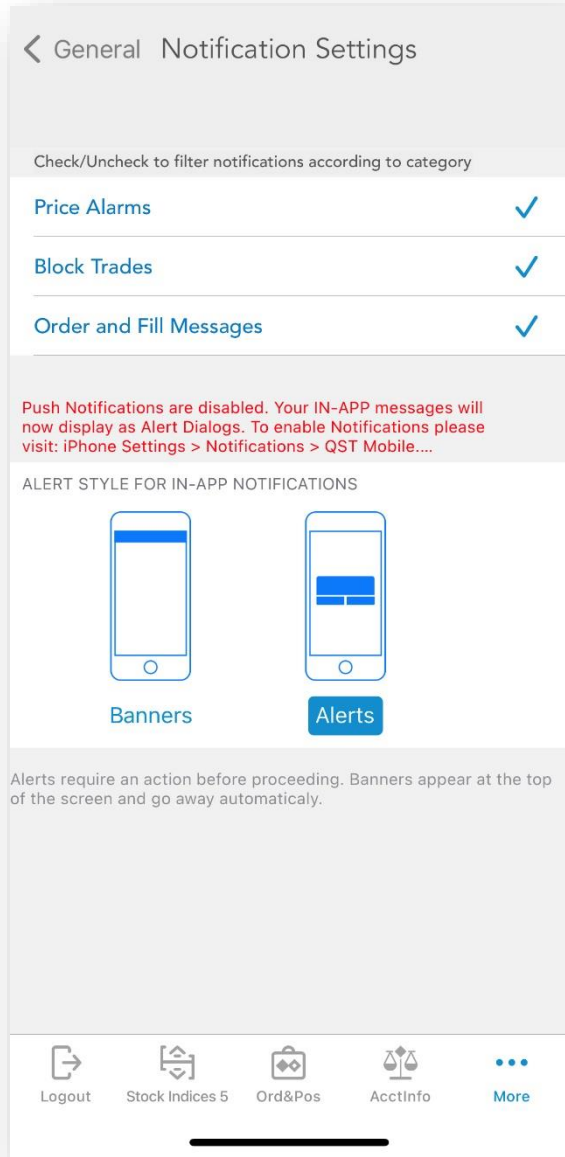 General Notification Settings
Check/Uncheck to filter notifications according to category
Price Alarms
Block Trades
Order and Fill Messages
Push Notifications are disabled. Your IN-APP messages will
now display as Alert Dialogs. To enable Notifications please
visit: iPhone Settings > Notifications > QST Mobile....
ALERT STYLE FOR IN-APP NOTIFICATIONS
Banners Alerts
Alerts require an action before proceeding. Banners appear at the top
of the screen and go away automaticaly.
Logout Stock Indices 5 Ord&Pos AcctInfo More